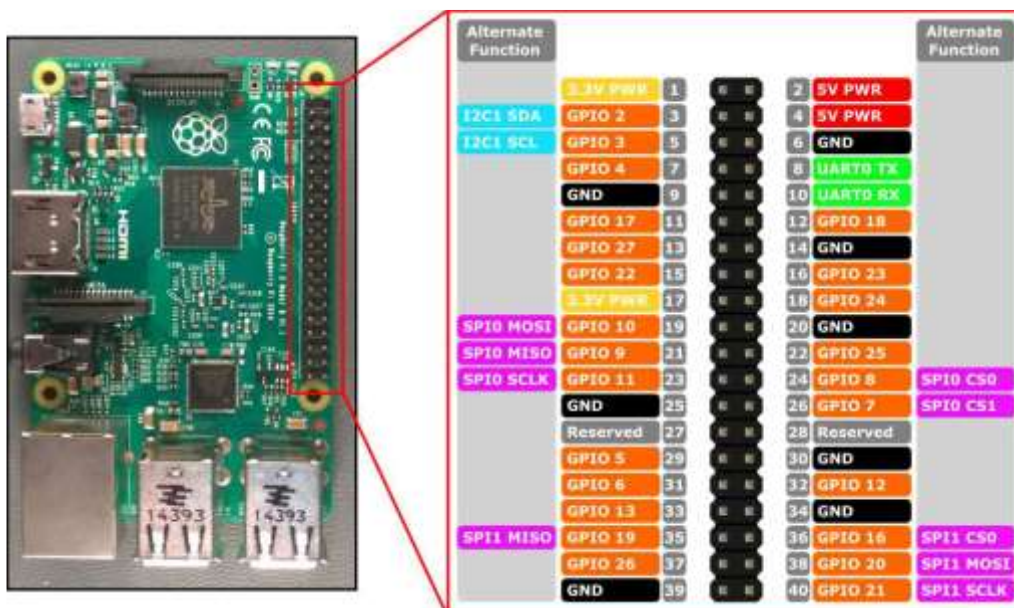 Alternate
Function
Alternate
Function
3.3V PWR 1 2 5V PWR
I2C1 SDA GPIO 2 3 4 5V PWR
I2C1 SCL GPIO 3 5 6 GND
GPIO 4 7 8 UART0 TX
GND 9 10 UART0 RX
GPIO 17 11 12 GPIO 18
GPIO 27 13 14 GND
GPIO 22 15 16 GPIO 23
3.3V PWR 17 18 GPIO 24
SPI0 MOSI GPIO 10 19 20 GND
SPI0 MISO GPIO 9 21 22 GPIO 25
SPI0 SCLK GPIO 11 23 24 GPIO 8 SPI0 CS0
GND 25 26 GPIO 7 SPI0 CS1
Reserved 27 28 Reserved
GPIO 5 29 30 GND
GPIO 6 31 32 GPIO 12
GPIO 13 33 34 GND
SPI1 MISO GPIO 19 35 36 GPIO 16 SPI1 CS0
GPIO 26 37 38 GPIO 20 SPI1 MOSI
GND 39 40 GPIO 21 SPI1 SCLK
HDMI
CE FC
14393
14393